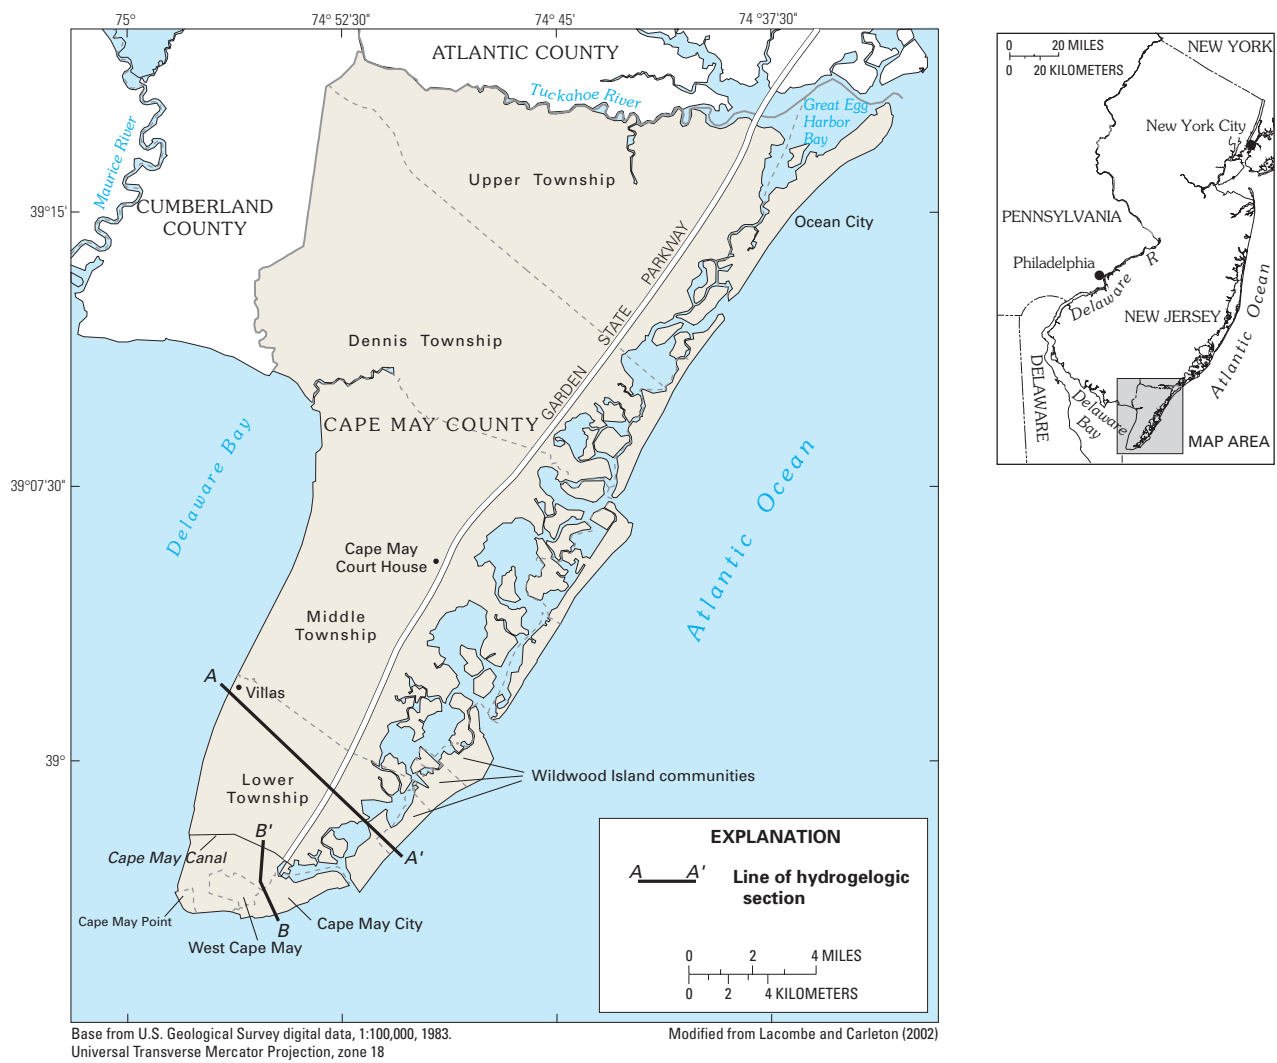 75°
74°52'30"
74°45'
74°37'30"
ATLANTIC COUNTY
Tuckahoe River
Great Egg
Harbor
Bay
Maurice River
Upper Township
39°15'
CUMBERLAND
COUNTY
Ocean City
GARDEN STATE PARKWAY
Dennis Township
CAPE MAY COUNTY
Delaware Bay
Atlantic Ocean
39°07'30"
Cape May
Court House
Middle
Township
A
Villas
39°
Wildwood Island communities
Lower
Township
B'
Cape May Canal
A'
Cape May Point
B
Cape May City
West Cape May
EXPLANATION
A A' Line of hydrogelogic
section
0 2 4 MILES
0 2 4 KILOMETERS
Base from U.S. Geological Survey digital data, 1:100,000, 1983.
Universal Transverse Mercator Projection, zone 18
Modified from Lacombe and Carleton (2002)
0 20 MILES
0 20 KILOMETERS
NEW YORK
New York City
PENNSYLVANIA
Philadelphia
Delaware R
NEW JERSEY
Atlantic Ocean
DELAWARE
Delaware
Bay
MAP AREA